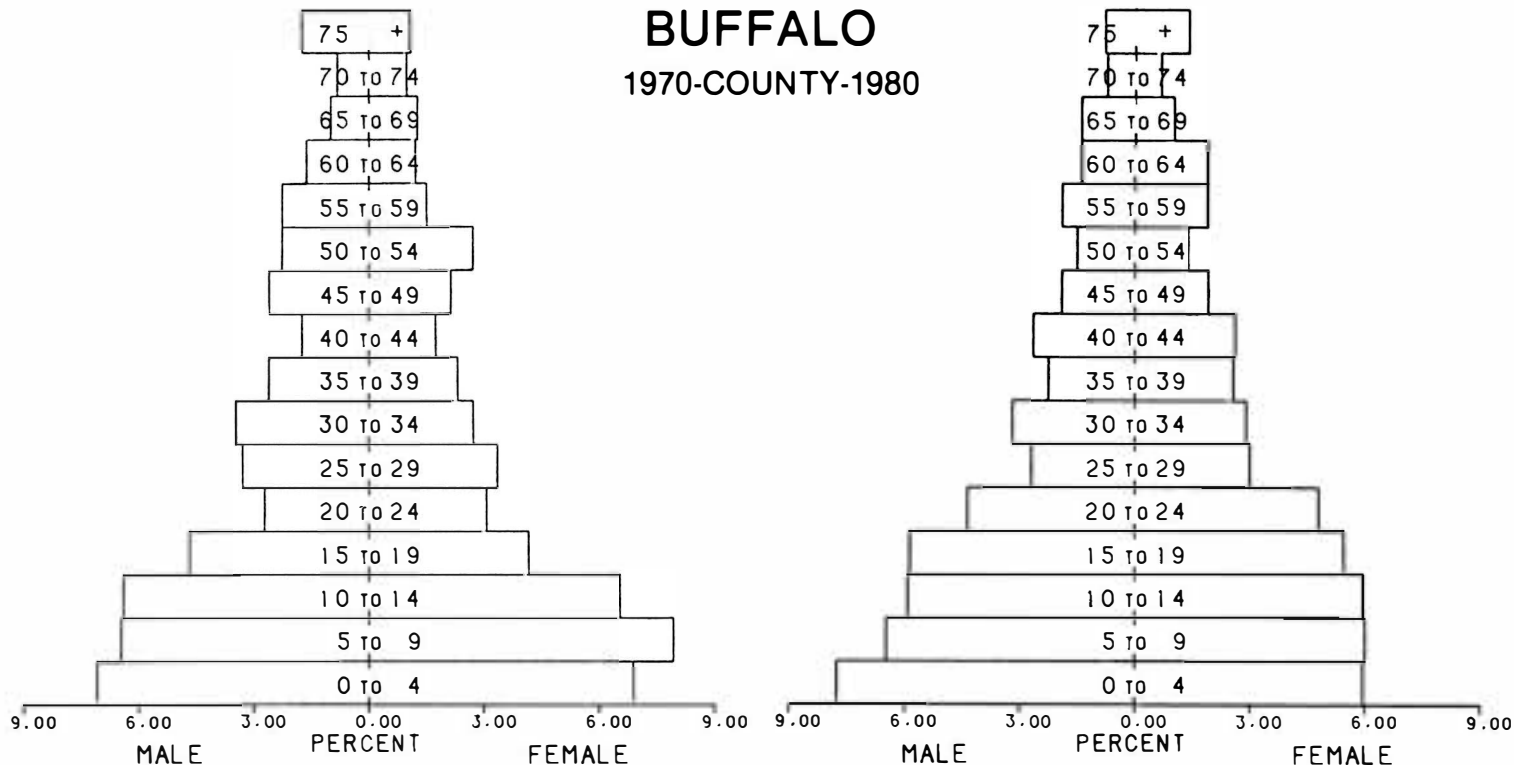 BUFFALO
1970-COUNTY-1980
75 +
70 TO 74
65 TO 69
60 TO 64
55 TO 59
50 TO 54
45 TO 49
40 TO 44
35 TO 39
30 TO 34
25 TO 29
20 TO 24
15 TO 19
10 TO 14
5 TO 9
0 TO 4
9.00 6.00 3.00 0.00 3.00 6.00 9.00
MALE PERCENT FEMALE
75 +
70 TO 74
65 TO 69
60 TO 64
55 TO 59
50 TO 54
45 TO 49
40 TO 44
35 TO 39
30 TO 34
25 TO 29
20 TO 24
15 TO 19
10 TO 14
5 TO 9
0 TO 4
9.00 6.00 3.00 0.00 3.00 6.00 9.00
MALE PERCENT FEMALE